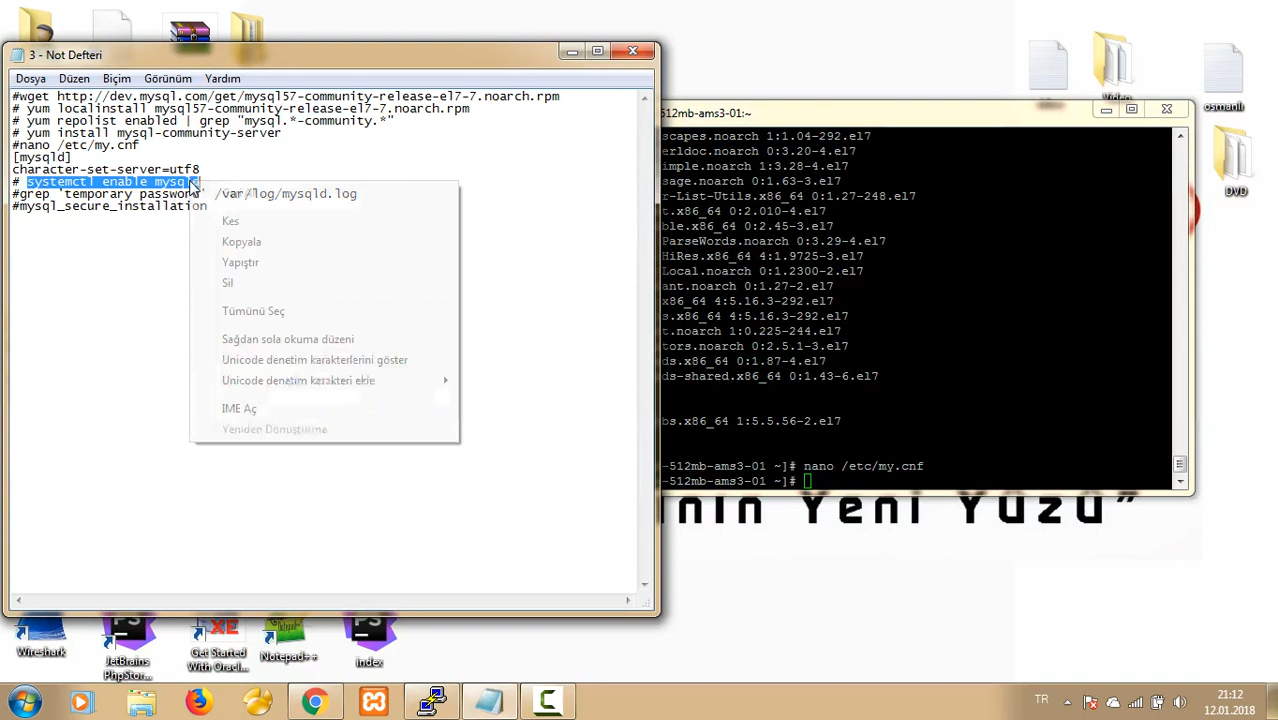 3 - Not Defteri
Dosya Düzen Biçim Görünüm Yardım
#wget http://dev.mysql.com/get/mysql57-community-release-el7-7.noarch.rpm
# yum localinstall mysql57-community-release-el7-7.noarch.rpm
# yum repolist enabled | grep "mysql.*-community.*"
# yum install mysql-community-server
#nano /etc/my.cnf
[mysqld]
character-set-server=utf8
# systemctl enable mysql
#grep 'temporary password' /var/log/mysqld.log
#mysql_secure_installation
Kes
Kopyala
Yapıştır
Sil
Tümünü Seç
Sağdan sola okuma düzeni
Unicode denetim karakterlerini göster
Unicode denetim karakteri ekle
IME Aç
Yeniden Dönüştürme
512mb-ams3-01:~
scapes.noarch 1:1.04-292.el7
erldoc.noarch 0:3.20-4.el7
imple.noarch 1:3.28-4.el7
sage.noarch 0:1.63-3.el7
r-List-Utils.x86_64 0:1.27-248.el7
t.x86_64 0:2.010-4.el7
ble.x86_64 0:2.45-3.el7
ParseWords.noarch 0:3.29-4.el7
HiRes.x86_64 4:1.9725-3.el7
Local.noarch 0:1.2300-2.el7
ant.noarch 0:1.27-2.el7
x86_64 4:5.16.3-292.el7
s.x86_64 4:5.16.3-292.el7
t.noarch 1:0.225-244.el7
tors.noarch 0:2.5.1-3.el7
ds.x86_64 0:1.87-4.el7
ds-shared.x86_64 0:1.43-6.el7
bs.x86_64 1:5.5.56-2.el7
-512mb-ams3-01 ~]# nano /etc/my.cnf
-512mb-ams3-01 ~]#
Video
osmanlı
DVD
nın Yeni Yüzü”
Wireshark
JetBrains
PhpStor...
Get Started
With Oracl...
Notepad++
index
TR
21:12
12.01.2018